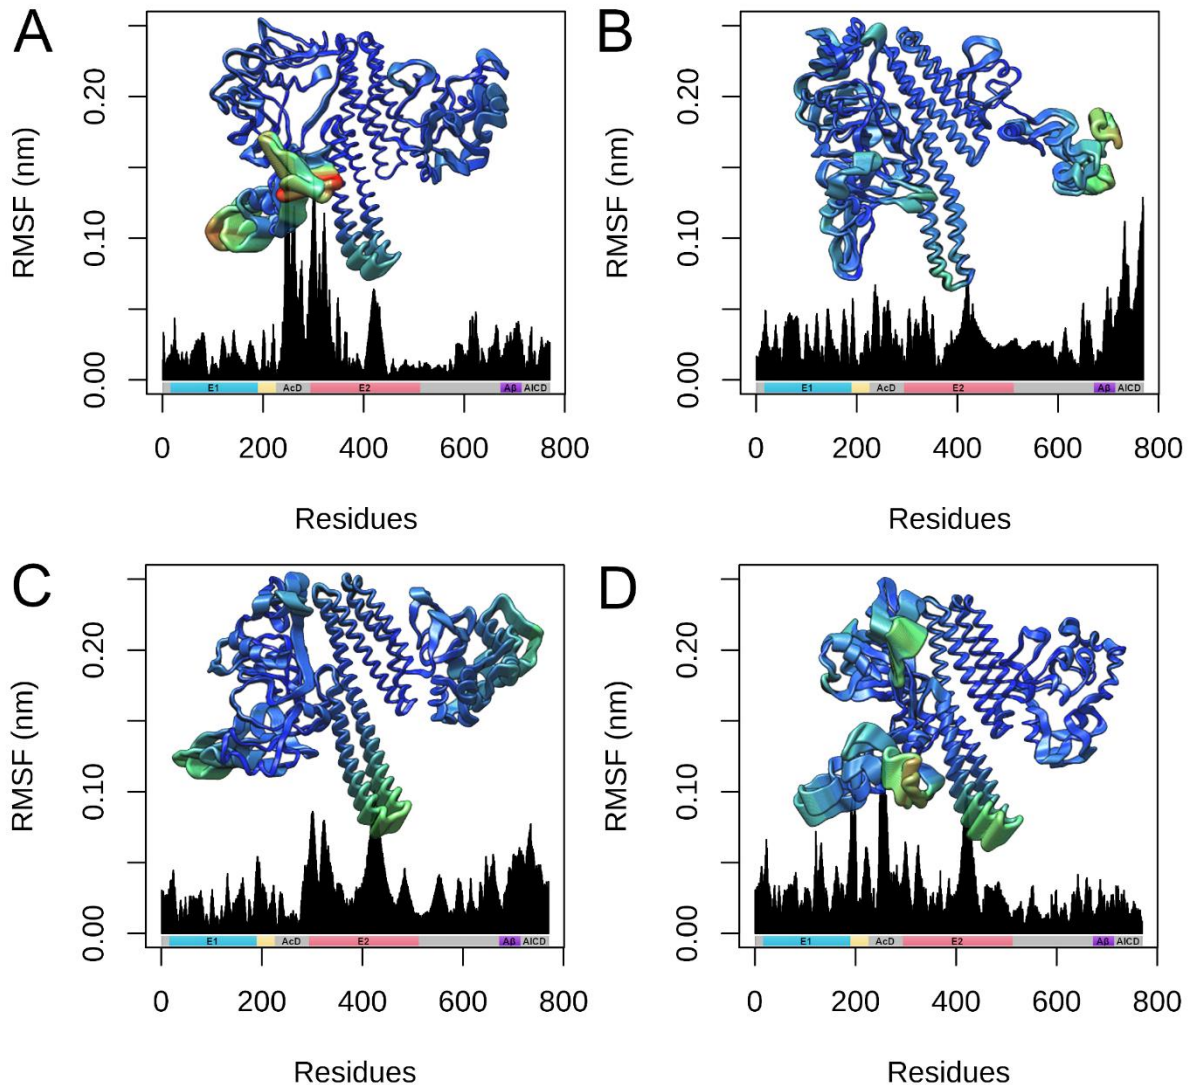 A
RMSF (nm)
0.20
0.10
0.00
E1 AcD E2 Aβ AICD
0 200 400 600 800
Residues
B
RMSF (nm)
0.20
0.10
0.00
E1 AcD E2 Aβ AICD
0 200 400 600 800
Residues
C
RMSF (nm)
0.20
0.10
0.00
E1 AcD E2 Aβ AICD
0 200 400 600 800
Residues
D
RMSF (nm)
0.20
0.10
0.00
E1 AcD E2 Aβ AICD
0 200 400 600 800
Residues